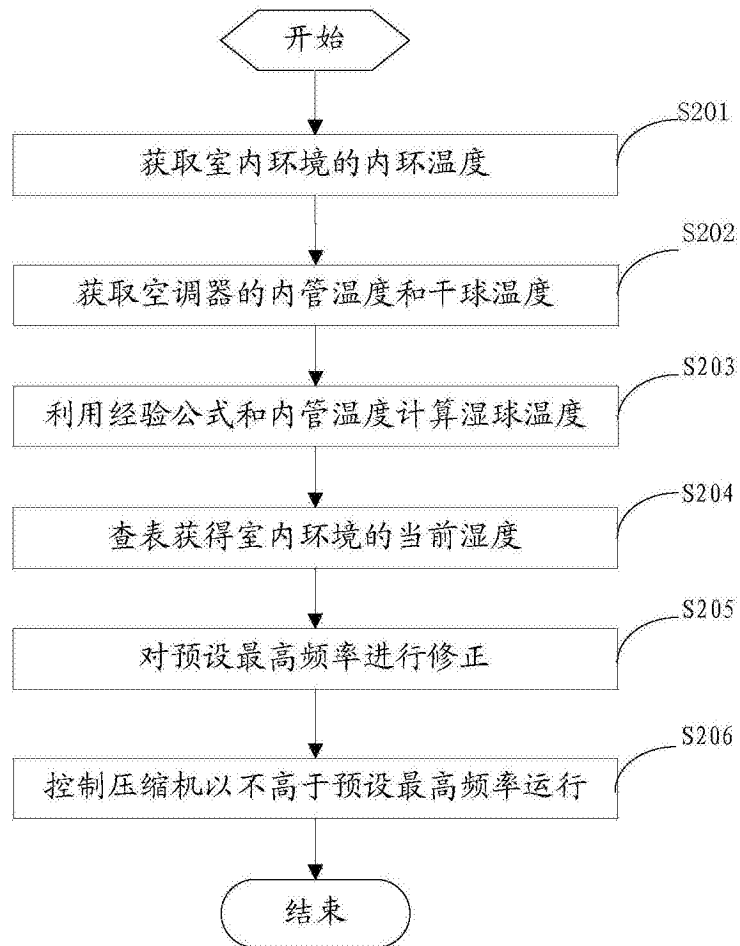 开始
S201
获取室内环境的内环温度
S202
获取空调器的内管温度和干球温度
S203
利用经验公式和内管温度计算湿球温度
S204
查表获得室内环境的当前湿度
S205
对预设最高频率进行修正
S206
控制压缩机以不高于预设最高频率运行
结束